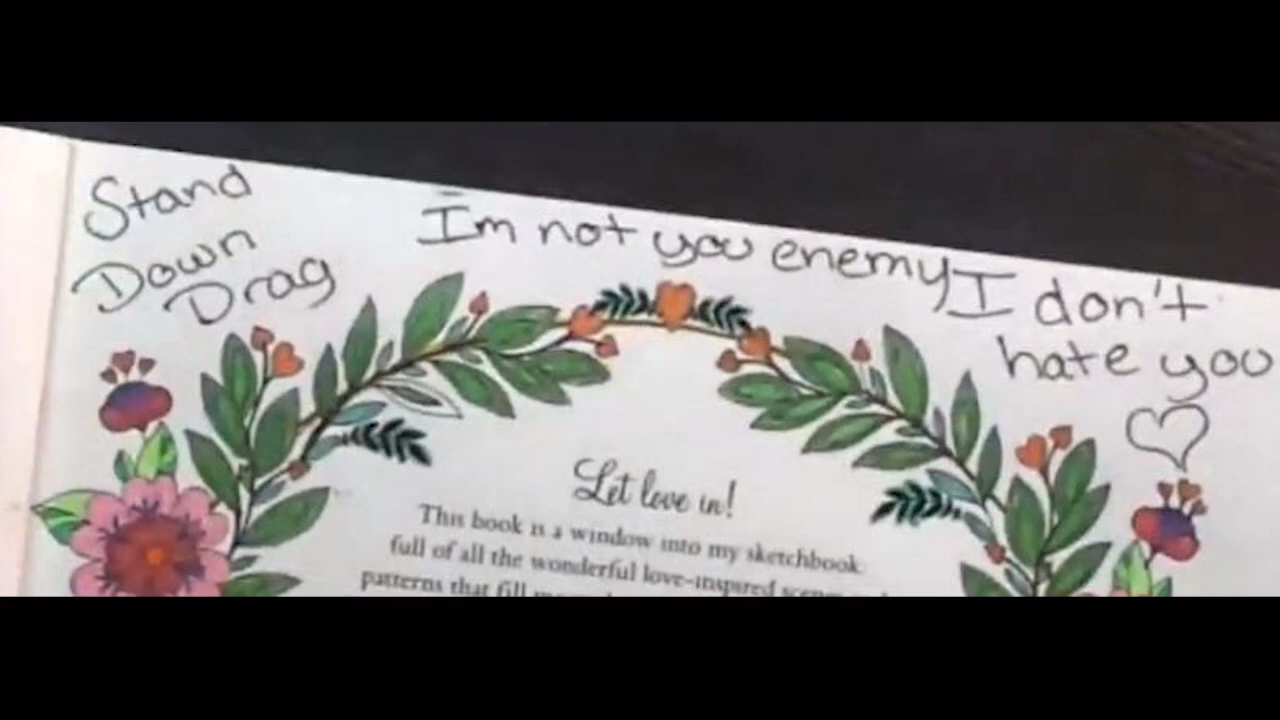 Stand
Down
Drag
Im not you enemy I don't
hate you
Let love in!
This book is a window into my sketchbook
full of all the wonderful love-inspired
patterns that fill